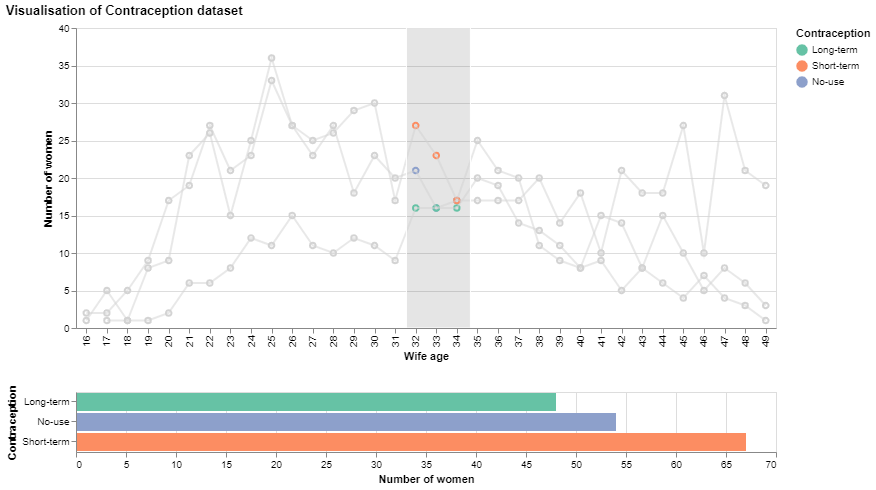 Visualisation of Contraception dataset
Number of women
40
35
30
25
20
15
10
5
0
16 17 18 19 20 21 22 23 24 25 26 27 28 29 30 31 32 33 34 35 36 37 38 39 40 41 42 43 44 45 46 47 48 49
Wife age
Contraception
Long-term
Short-term
No-use
Contraception
Long-term
No-use
Short-term
0 5 10 15 20 25 30 35 40 45 50 55 60 65 70
Number of women